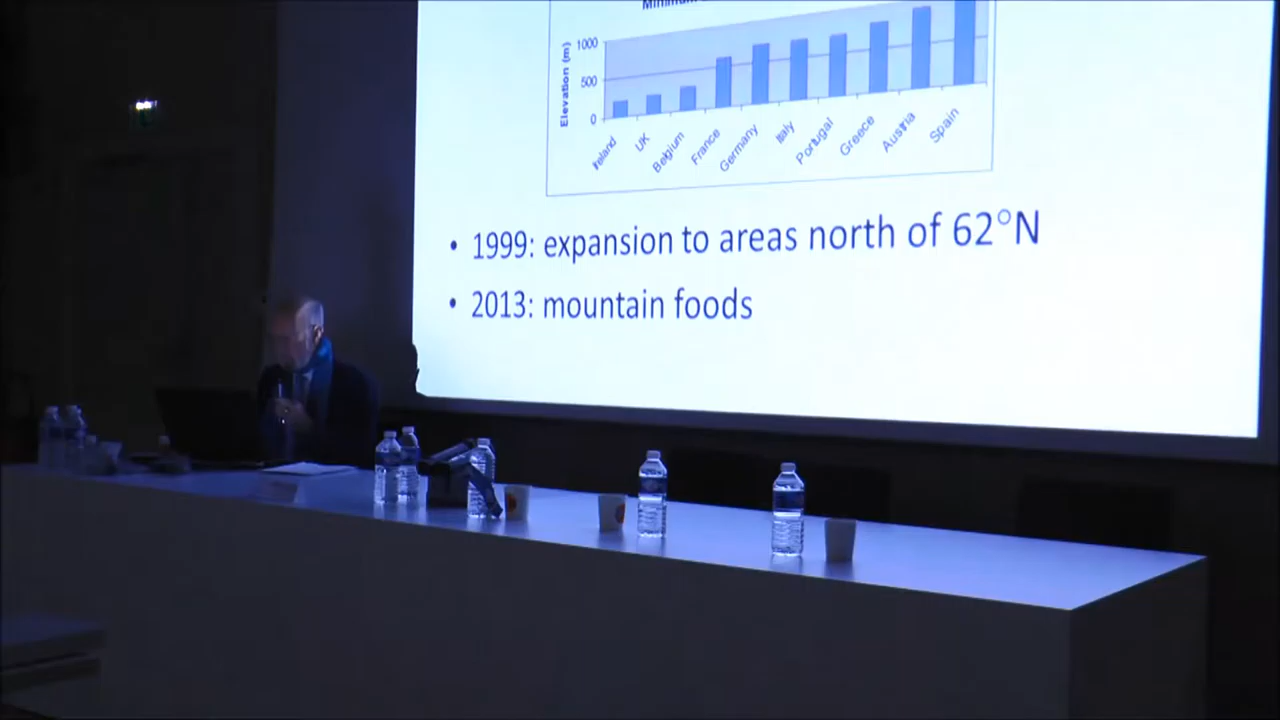 Elevation (m)
1000
500
0
Ireland
UK
Belgium
France
Germany
Italy
Portugal
Greece
Austria
Spain
• 1999: expansion to areas north of 62°N
• 2013: mountain foods